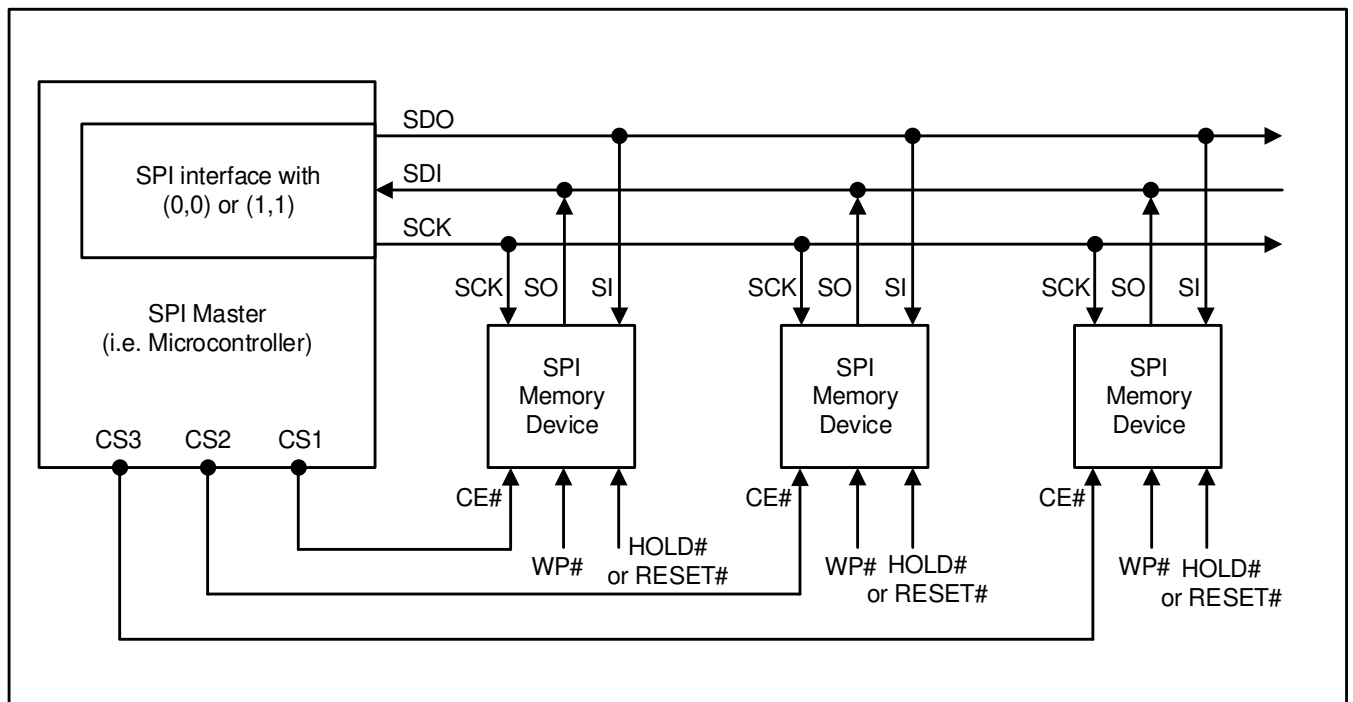 SDO
SPI interface with
(0,0) or (1,1)
SDI
SCK
SPI Master
(i.e. Microcontroller)
SCK SO SI
SCK SO SI
SCK SO SI
SPI
Memory
Device
SPI
Memory
Device
SPI
Memory
Device
CS3 CS2 CS1
CE#
WP#
HOLD#
or RESET#
CE#
WP#
HOLD#
or RESET#
CE#
WP#
HOLD#
or RESET#